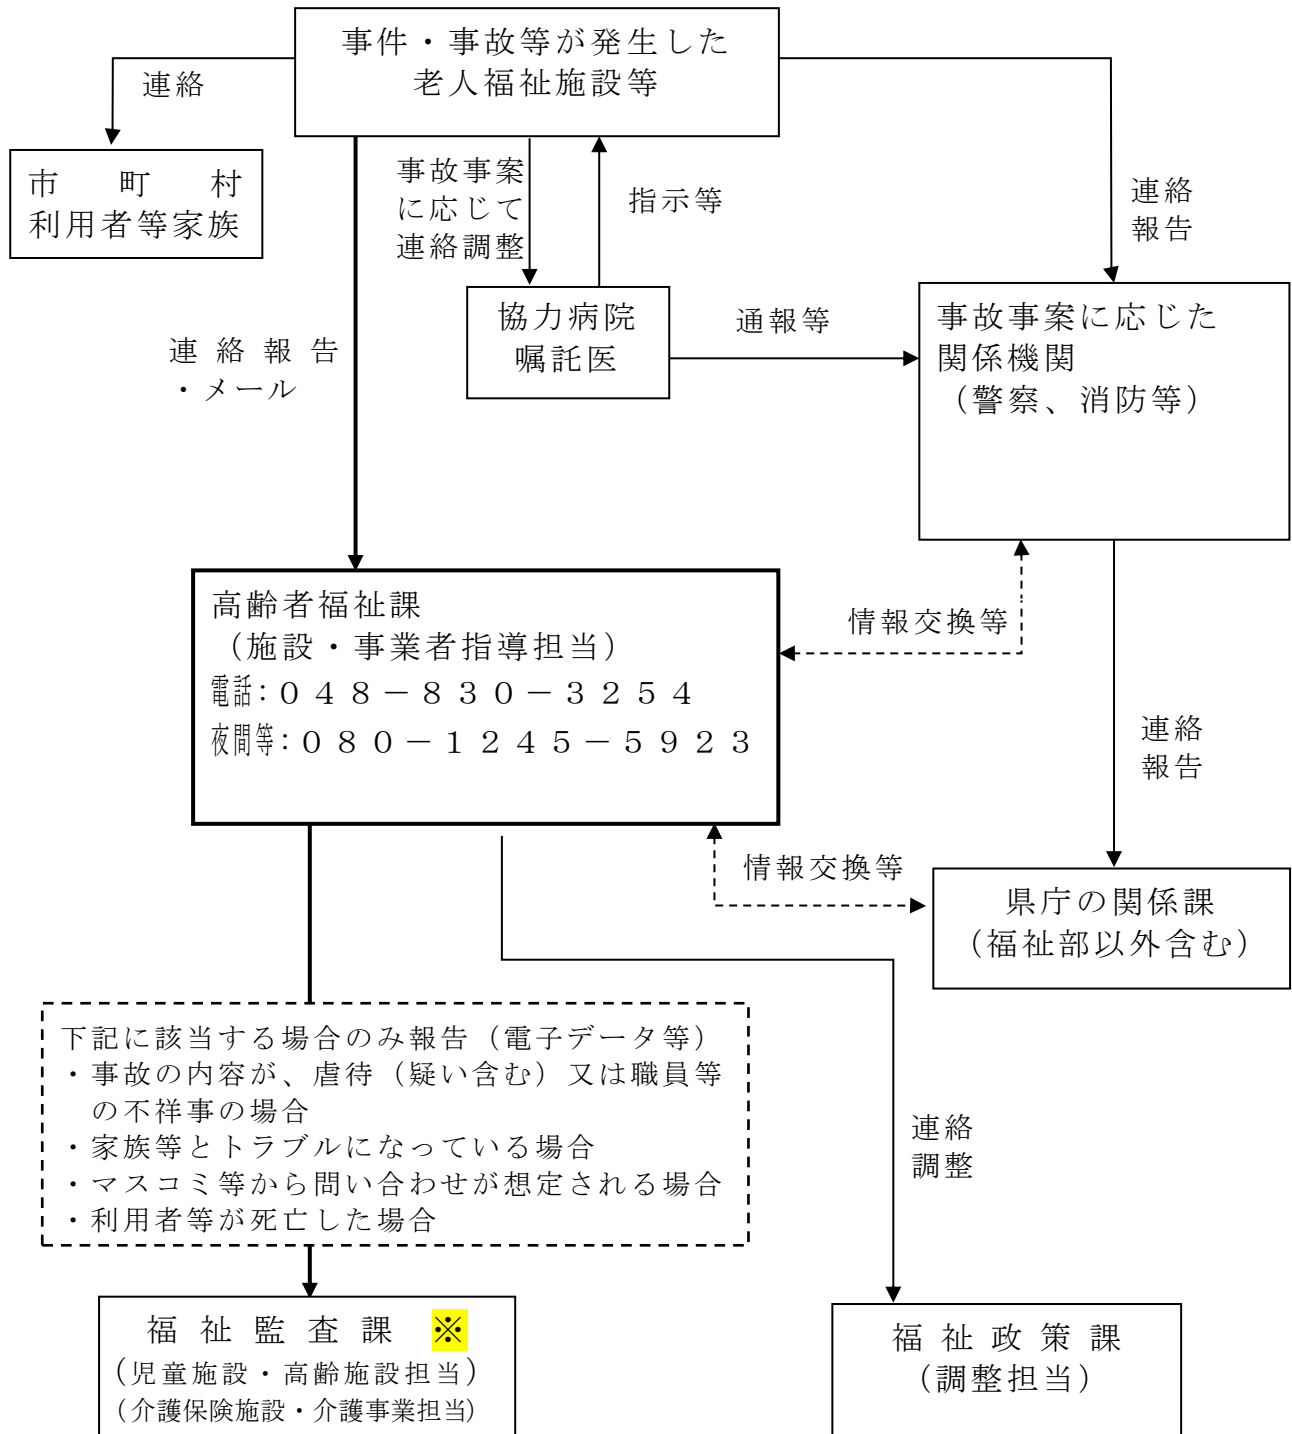 事件・事故等が発生した
老人福祉施設等
連絡
市　町　村
利用者等家族
事故事案
に応じて
連絡調整
指示等
連絡
報告
協力病院
嘱託医
通報等
事故事案に応じた
関係機関
（警察、消防等）
連絡報告
・メール
高齢者福祉課
（施設・事業者指導担当）
電話：０４８－８３０－３２５４
夜間等：０８０－１２４５－５９２３
情報交換等
連絡
報告
情報交換等
県庁の関係課
（福祉部以外含む）
下記に該当する場合のみ報告（電子データ等）
・事故の内容が、虐待（疑い含む）又は職員等
の不祥事の場合
・家族等とトラブルになっている場合
・マスコミ等から問い合わせが想定される場合
・利用者等が死亡した場合
連絡
調整
福祉監査課　※
（児童施設・高齢施設担当）
（介護保険施設・介護事業担当）
福祉政策課
（調整担当）